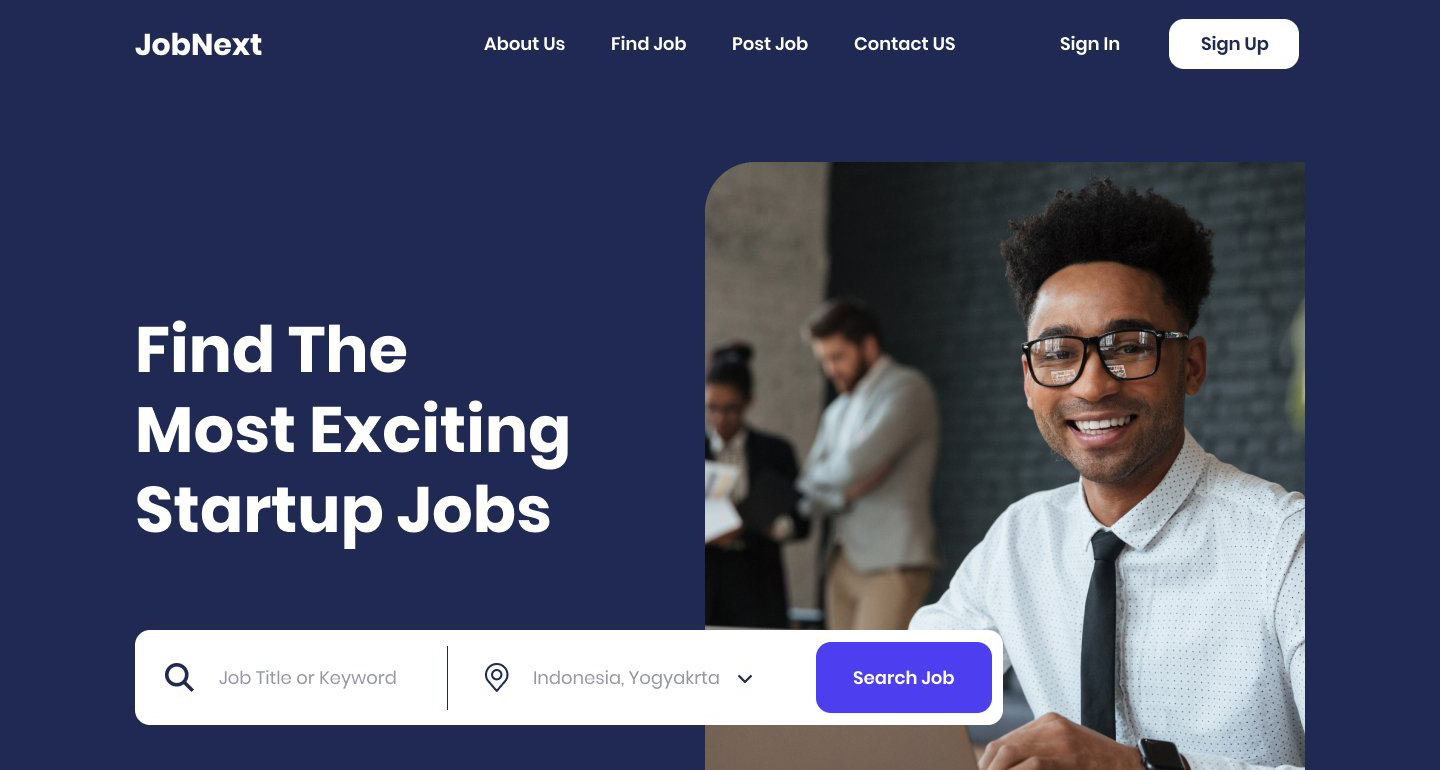 JobNext
About Us
Find Job
Post Job
Contact US
Sign In
Sign Up
Find The
Most Exciting
Startup Jobs
Job Title or Keyword
Indonesia, Yogyakrta
Search Job